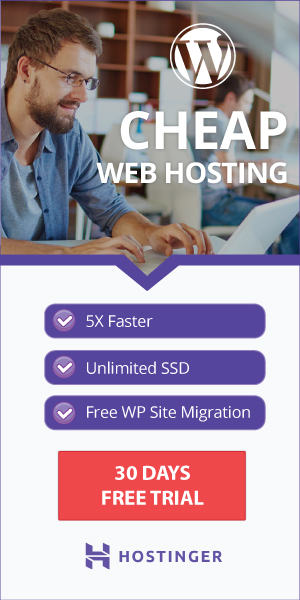 CHEAP
WEB HOSTING
5X Faster
Unlimited SSD
Free WP Site Migration
30 DAYS
FREE TRIAL
HOSTINGER